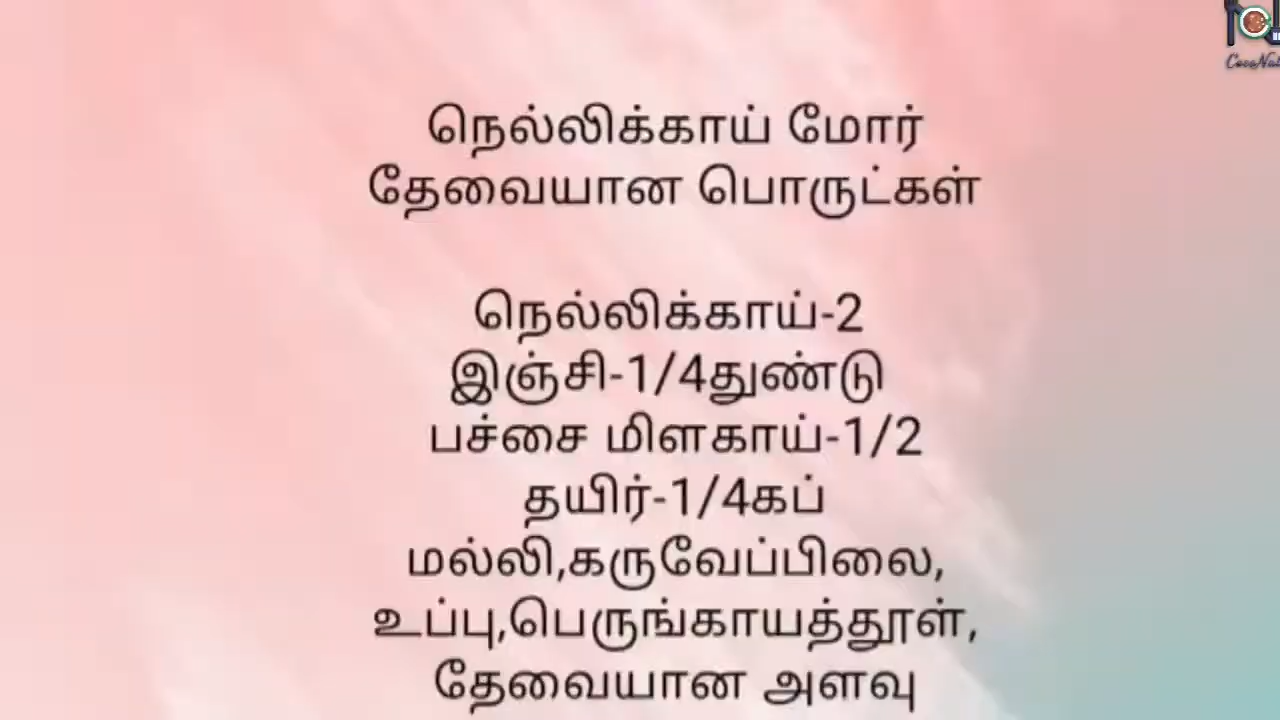 நெல்லிக்காய் மோர்
தேவையான பொருட்கள்
நெல்லிக்காய்-2
இஞ்சி-1/4துண்டு
பச்சை மிளகாய்-1/2
தயிர்-1/4கப்
மல்லி,கருவேப்பிலை,
உப்பு,பெருங்காயத்தூள்,
தேவையான அளவு